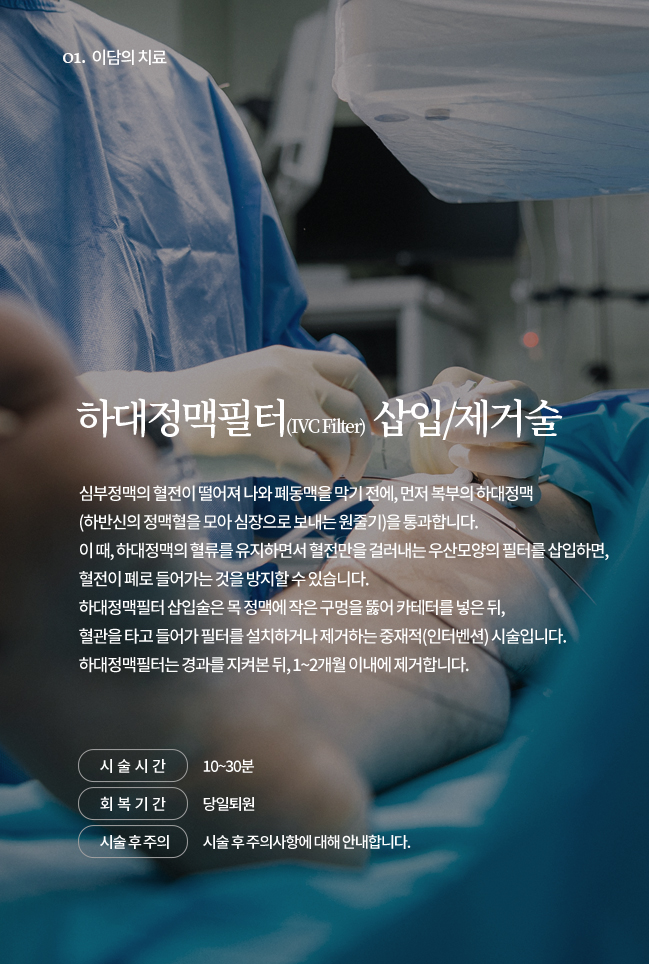 01. 이담의 치료
하대정맥필터(IVC Filter) 삽입/제거술
심부정맥의 혈전이 떨어져 나와 폐동맥을 막기 전에, 먼저 복부의 하대정맥
(하반신의 정맥혈을 모아 심장으로 보내는 원줄기)을 통과합니다.
이 때, 하대정맥의 혈류를 유지하면서 혈전만을 걸러내는 우산모양의 필터를 삽입하면,
혈전이 폐로 들어가는 것을 방지할 수 있습니다.
하대정맥필터 삽입술은 목 정맥에 작은 구멍을 뚫어 카테터를 넣은 뒤,
혈관을 타고 들어가 필터를 설치하거나 제거하는 중재적(인터벤션) 시술입니다.
하대정맥필터는 경과를 지켜본 뒤, 1~2개월 이내에 제거합니다.
시술시간 10~30분
회복기간 당일퇴원
시술 후 주의 시술 후 주의사항에 대해 안내합니다.